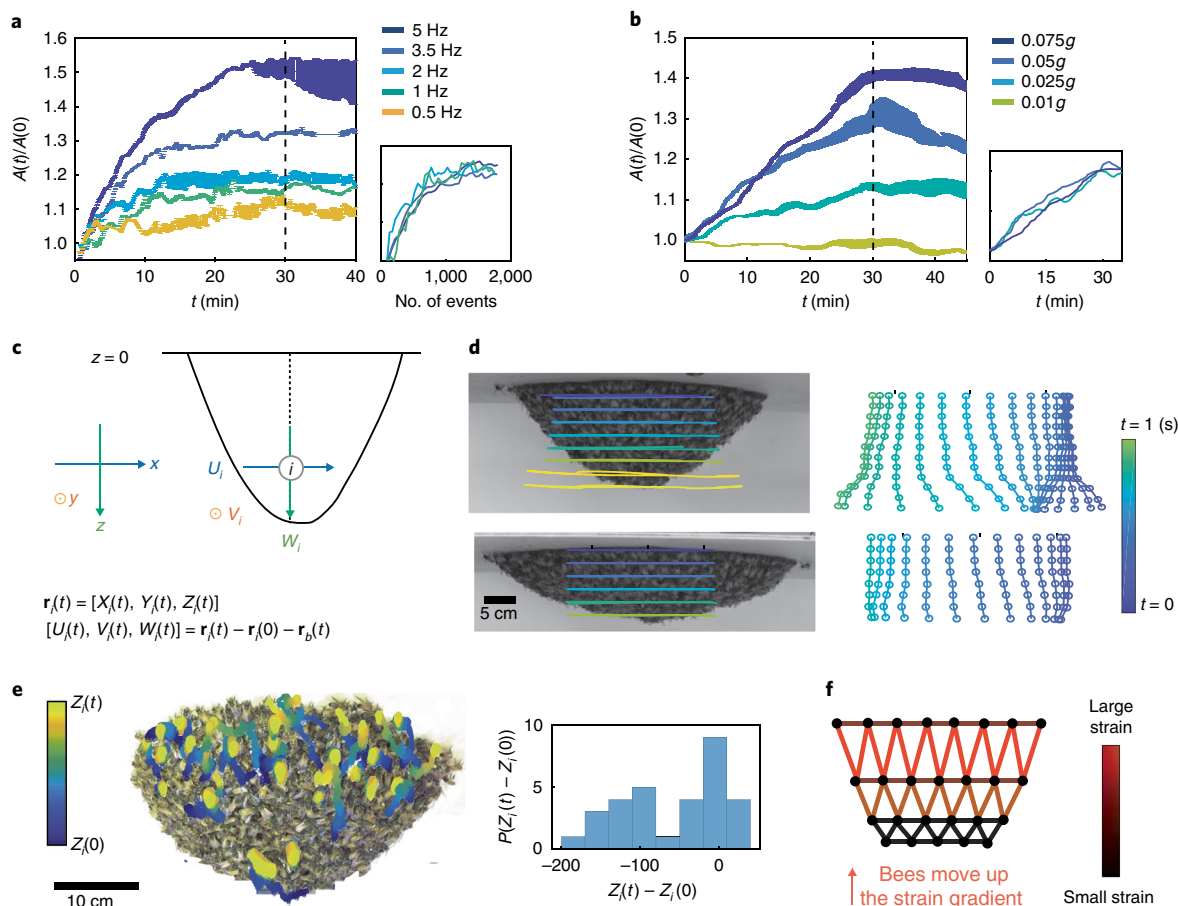 a
1.6
1.5
1.4
1.3
1.2
1.1
1.0
A(t)/A(0)
0
10
20
30
40
t (min)
5 Hz
3.5 Hz
2 Hz
1 Hz
0.5 Hz
0
1,000
2,000
No. of events
b
1.5
1.4
1.3
1.2
1.1
1.0
A(t)/A(0)
0
10
20
30
40
t (min)
0.075g
0.05g
0.025g
0.01g
0
15
30
t (min)
c
z = 0
x
⊙ y
z
U_i
i
⊙ V_i
W_i
r_i(t) = [X_i(t), Y_i(t), Z_i(t)]
[U_i(t), V_i(t), W_i(t)] = r_i(t) − r_i(0) − r_b(t)
d
5 cm
t = 1 (s)
t = 0
e
Z_i(t)
Z_i(0)
10 cm
10
5
0
P(Z_i(t) − Z_i(0))
−200
−100
0
Z_i(t) − Z_i(0)
f
Large
strain
Small strain
Bees move up
the strain gradient